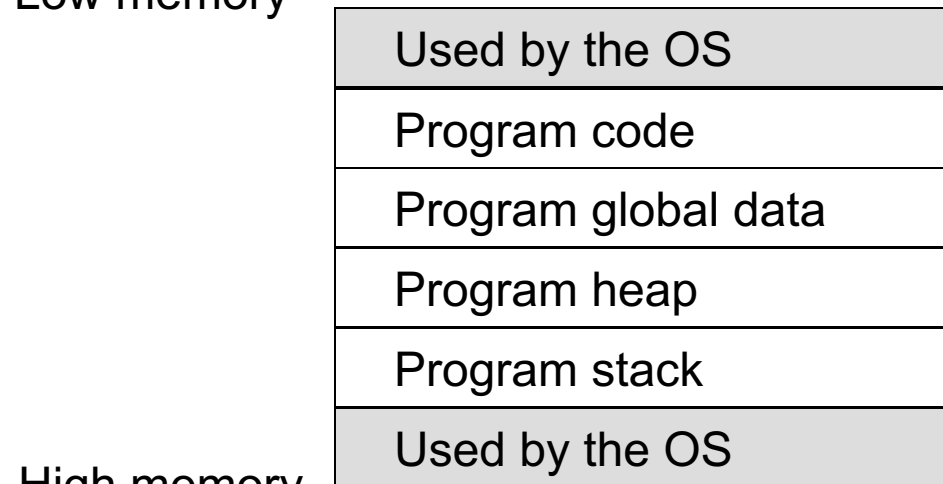 Low memory
Used by the OS
Program code
Program global data
Program heap
Program stack
Used by the OS
High memory